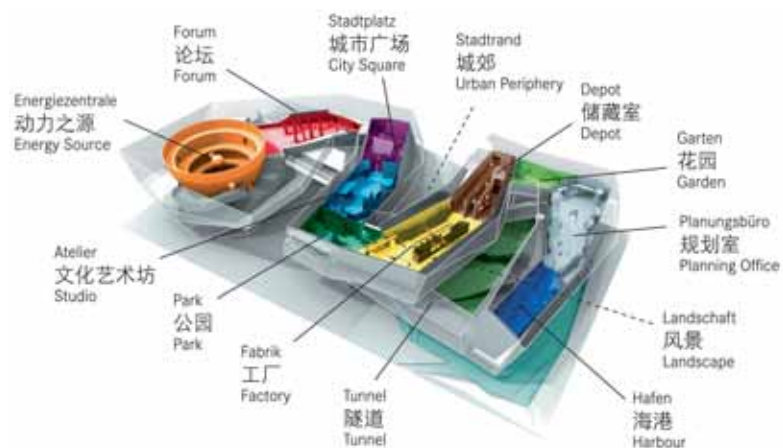 Forum
论坛
Forum
Stadtplatz
城市广场
City Square
Stadtrand
城郊
Urban Periphery
Depot
储藏室
Depot
Energiezentrale
动力之源
Energy Source
Garten
花园
Garden
Planungsbüro
规划室
Planning Office
Atelier
文化艺术坊
Studio
Park
公园
Park
Fabrik
工厂
Factory
Tunnel
隧道
Tunnel
Landschaft
风景
Landscape
Hafen
海港
Harbour